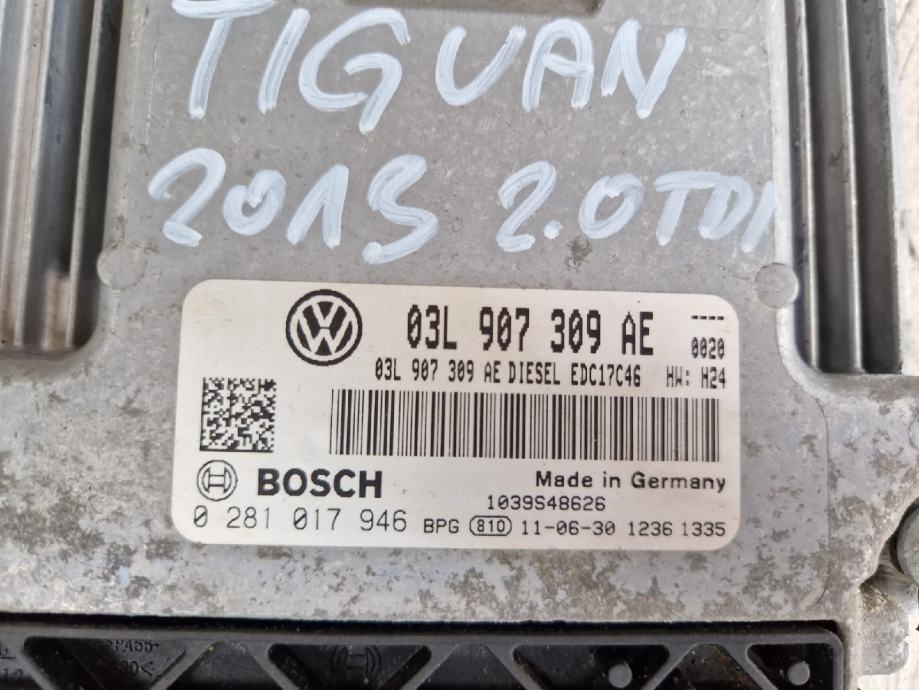 TIGUAN
2015 2.0TDI
03L 907 309 AE ----
0020
03L 907 309 AE DIESEL EDC17C46 HW: H24
BOSCH Made in Germany
1039S48626
0 281 017 946 BPG 810 11-06-30 1236 1335